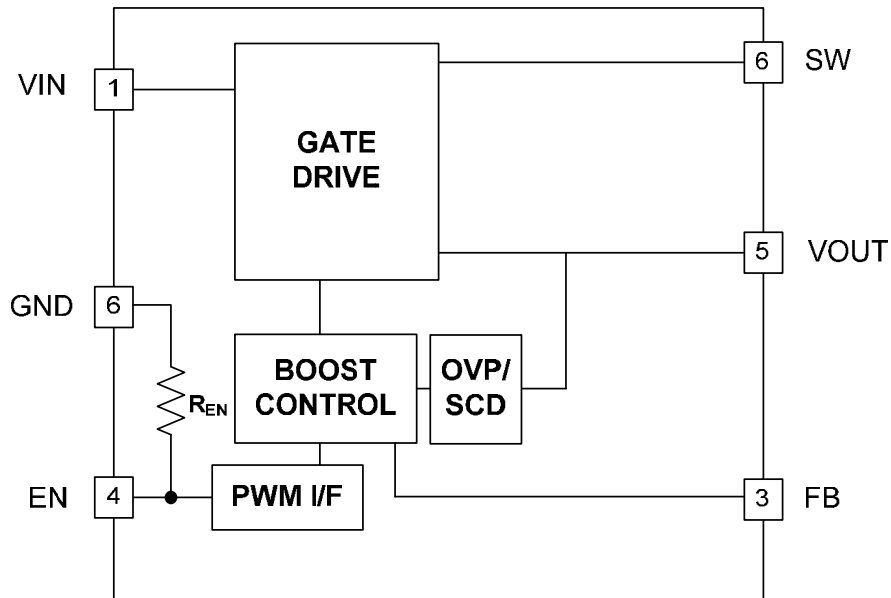 VIN
1
GATE
DRIVE
6
SW
5
VOUT
GND
6
R_EN
BOOST
CONTROL
OVP/
SCD
EN
4
PWM I/F
3
FB